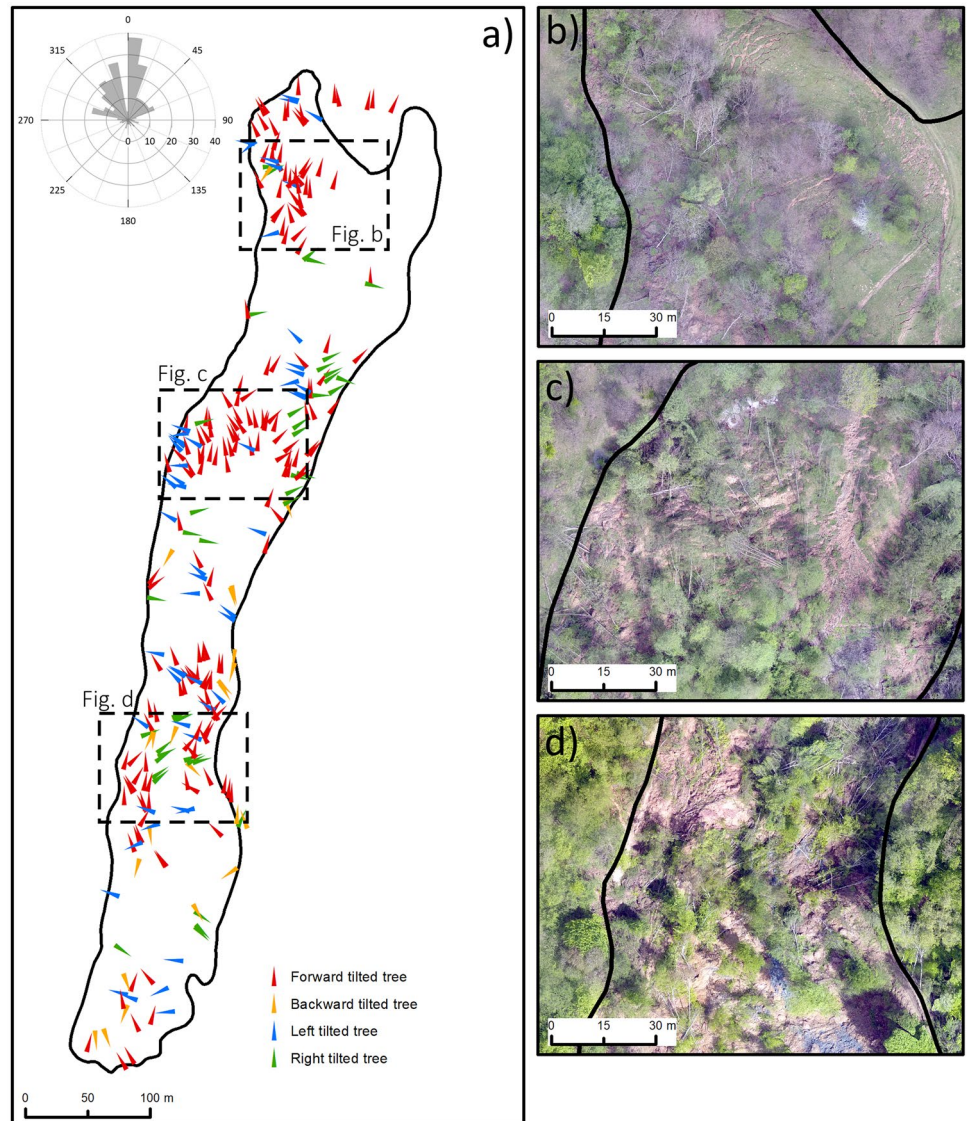 a)
0
315
45
270
90
0 10 20 30 40
225
135
180
Fig. b
Fig. c
Fig. d
Forward tilted tree
Backward tilted tree
Left tilted tree
Right tilted tree
0 50 100 m
b)
0 15 30 m
c)
0 15 30 m
d)
0 15 30 m